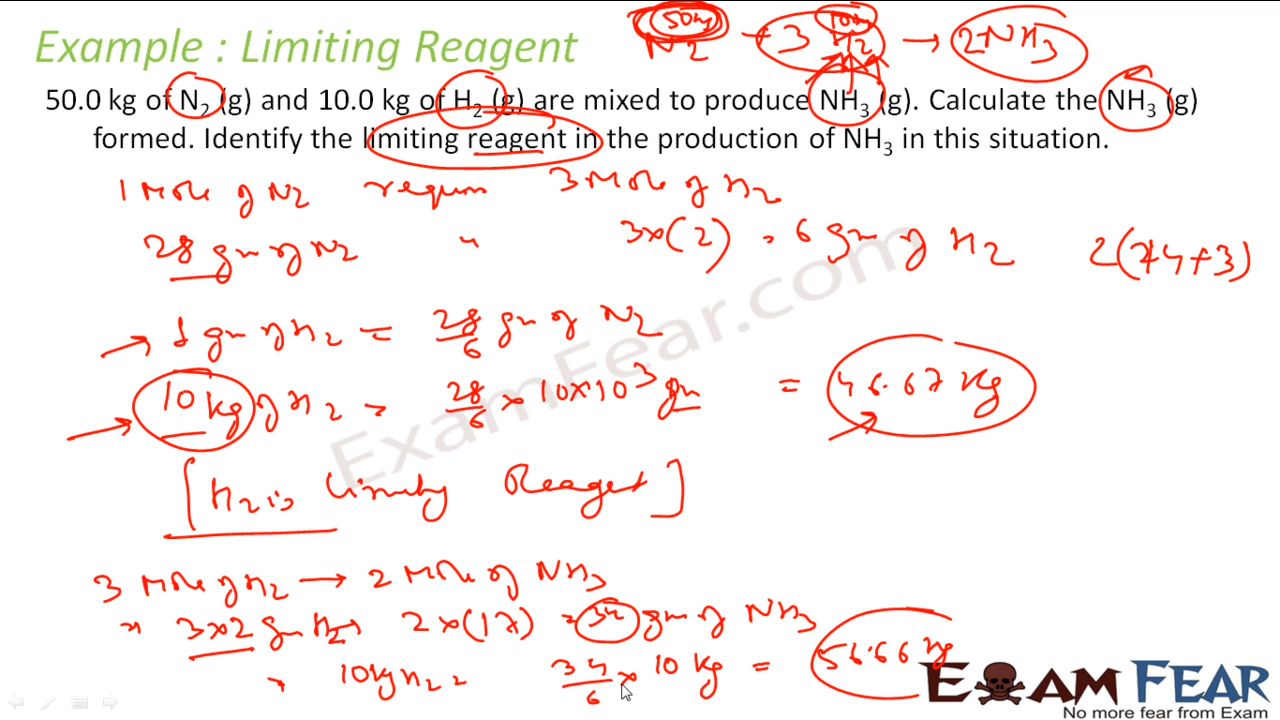 Example : Limiting Reagent
50 kg 10 kg
N2 + 3 H2 → 2NH3
50.0 kg of N2 (g) and 10.0 kg of H2 (g) are mixed to produce NH3 (g). Calculate the NH3 (g)
formed. Identify the limiting reagent in the production of NH3 in this situation.
1 Mole of N2 requires 3 Mole of H2
28 gm of N2 " 3×(2) = 6 gm of H2 2(14+3)
→ 1 gm of H2 = 28/6 gm of N2
→ 10 kg of H2 = 28/6 × 10×10³ gm = 46.67 Kg
[H2 is limiting Reagent]
3 Mole of H2 → 2 Mole of NH3
" 3×2 gm H2 → 2×(17) = 34 gm of NH3
" 10 kg H2 = 34/6 × 10 kg = 56.66 kg
ExamFear.com
EXAM FEAR
No more fear from Exam